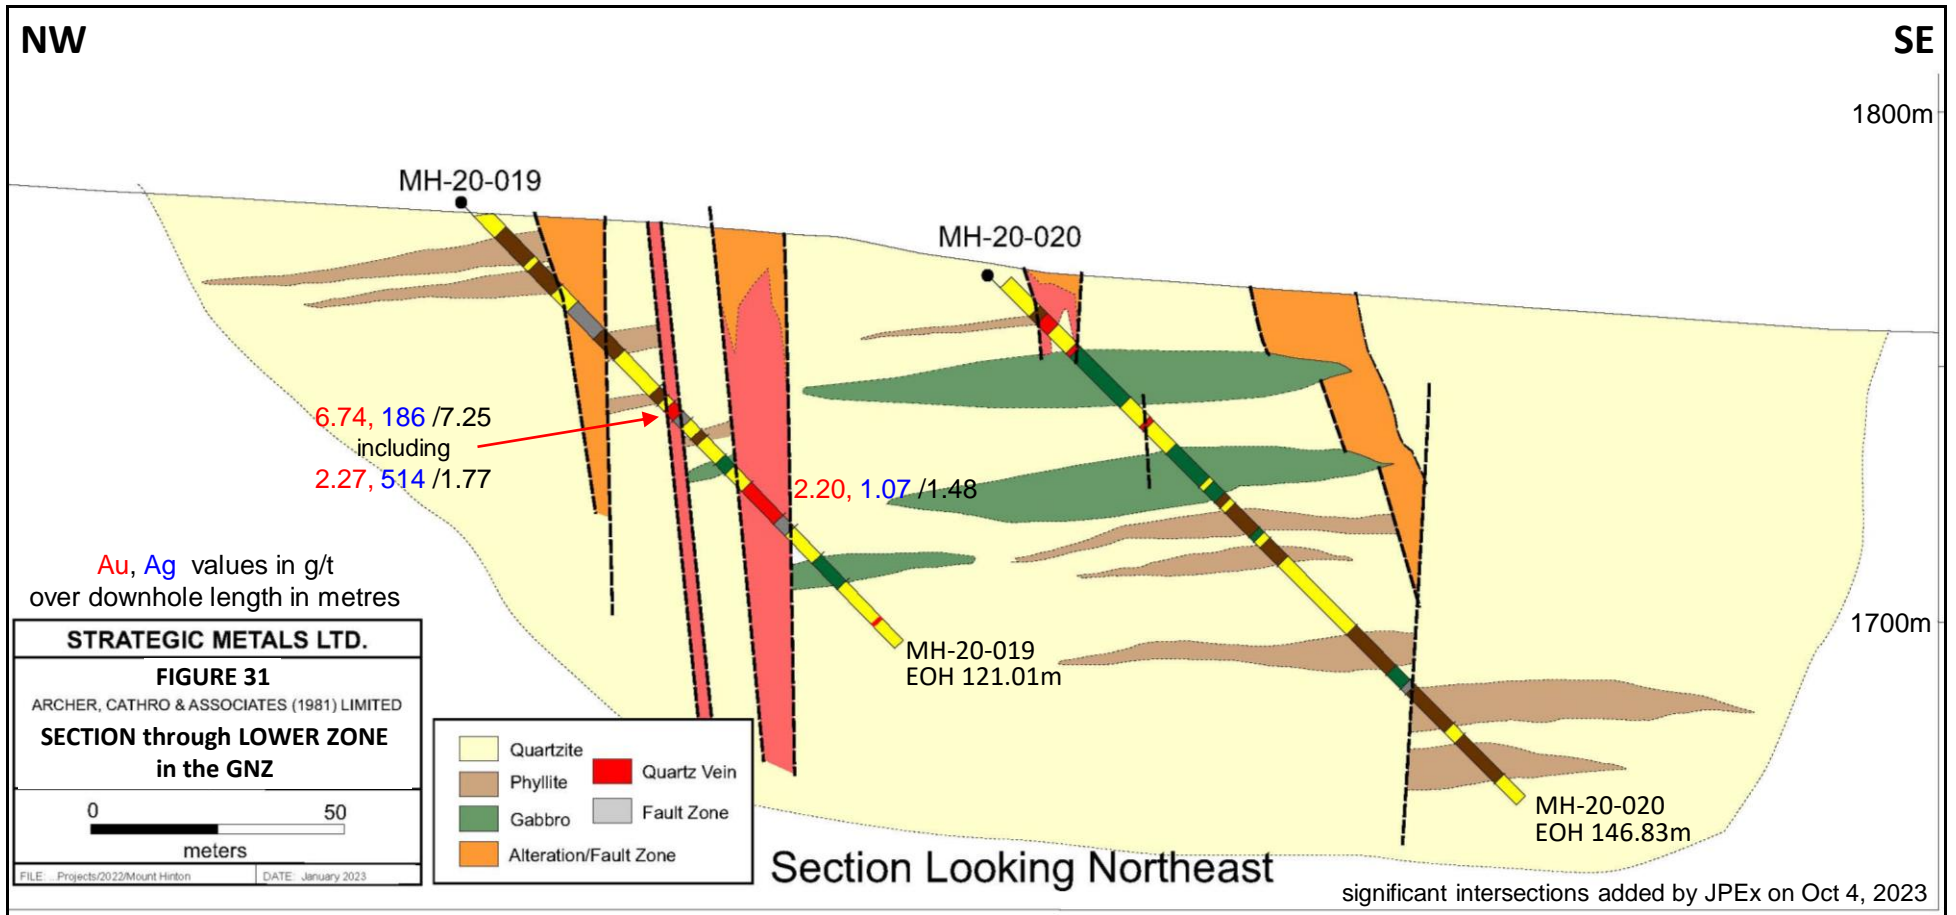 NW
SE
1800m
MH-20-019
MH-20-020
6.74, 186 /7.25
including
2.27, 514 /1.77
2.20, 1.07 /1.48
Au, Ag values in g/t
over downhole length in metres
1700m
MH-20-019
EOH 121.01m
STRATEGIC METALS LTD.
FIGURE 31
ARCHER, CATHRO & ASSOCIATES (1981) LIMITED
SECTION through LOWER ZONE
in the GNZ
0 50
meters
FILE: ...Projects/2022/Mount Hinton
DATE: January 2023
Quartzite
Phyllite
Gabbro
Alteration/Fault Zone
Quartz Vein
Fault Zone
MH-20-020
EOH 146.83m
Section Looking Northeast
significant intersections added by JPEx on Oct 4, 2023